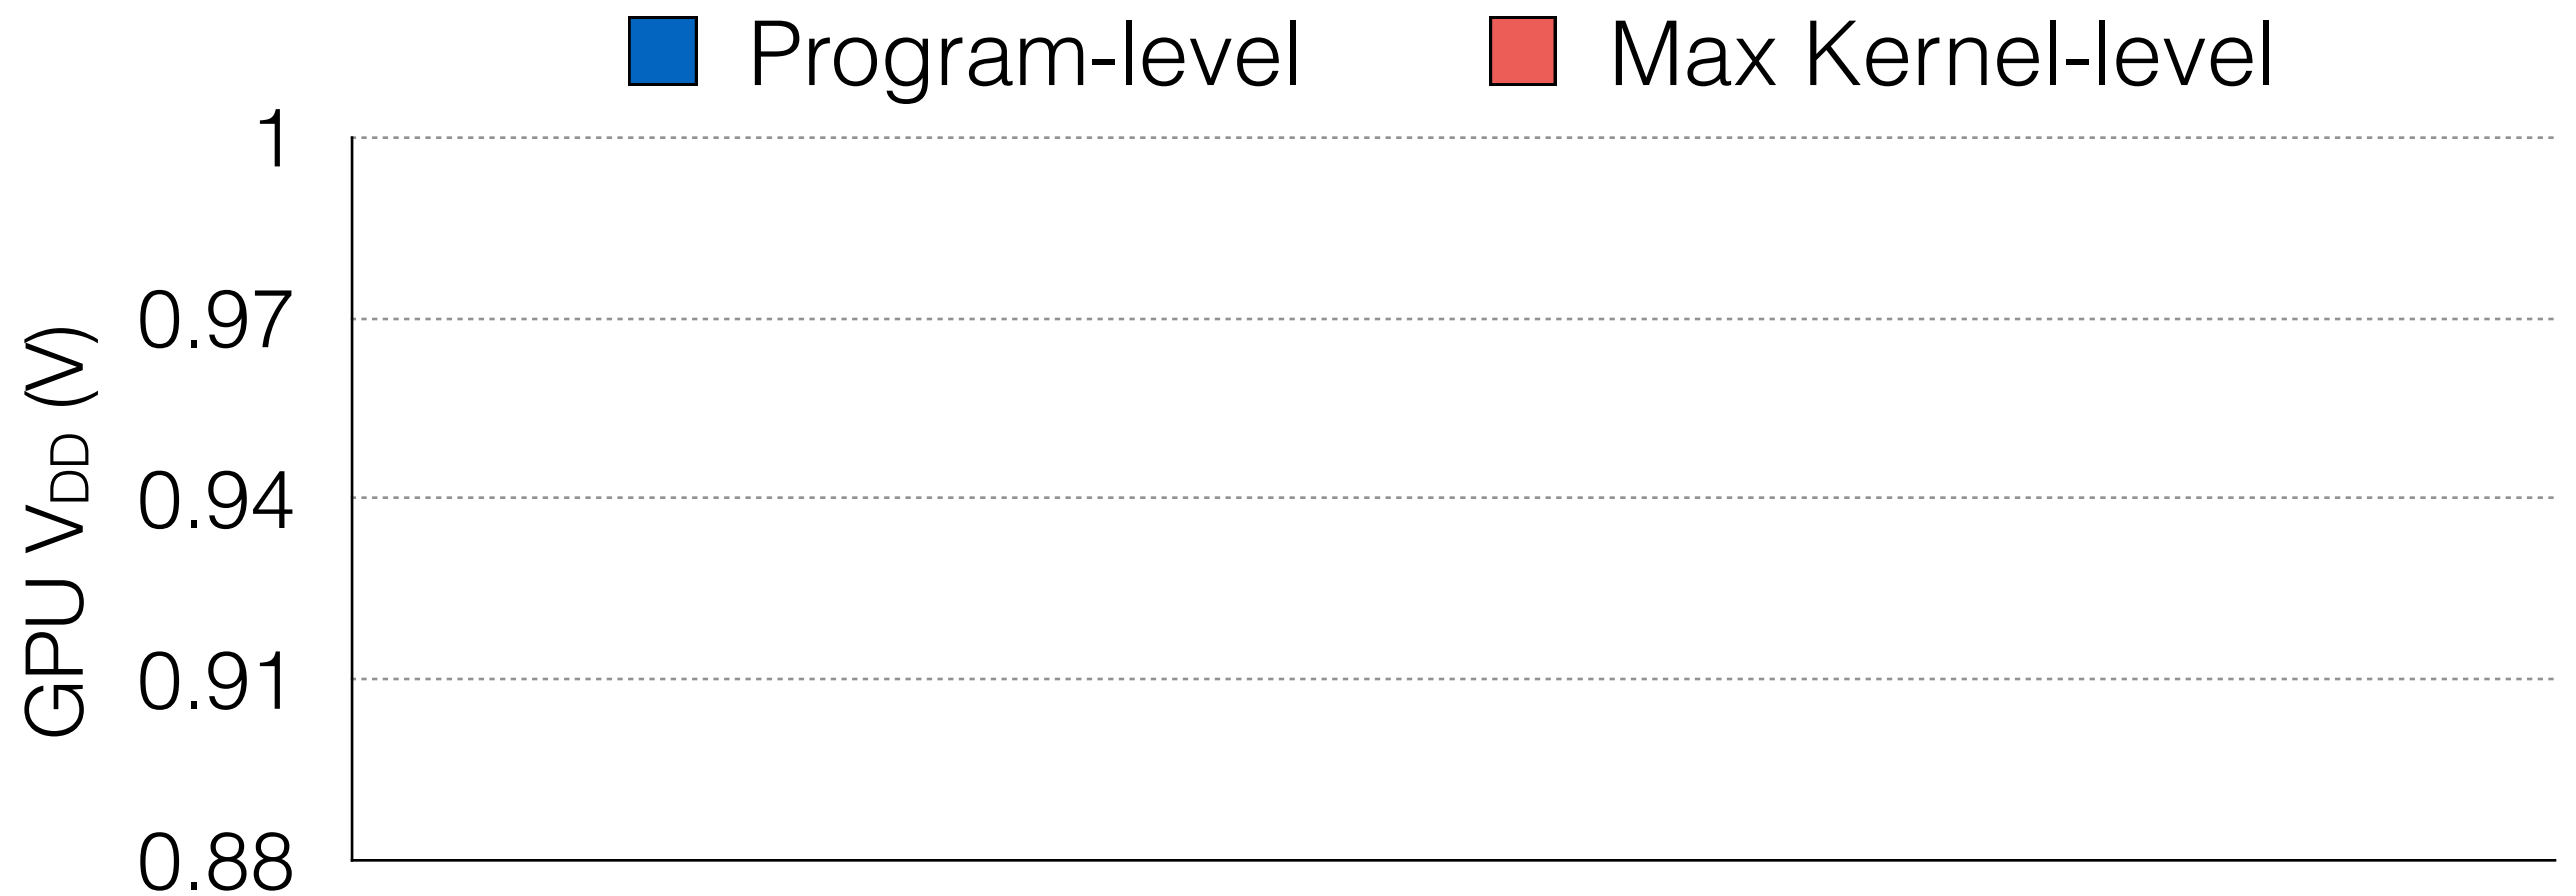 Program-level
Max Kernel-level
1
0.97
0.94
0.91
0.88
GPU VDD (V)